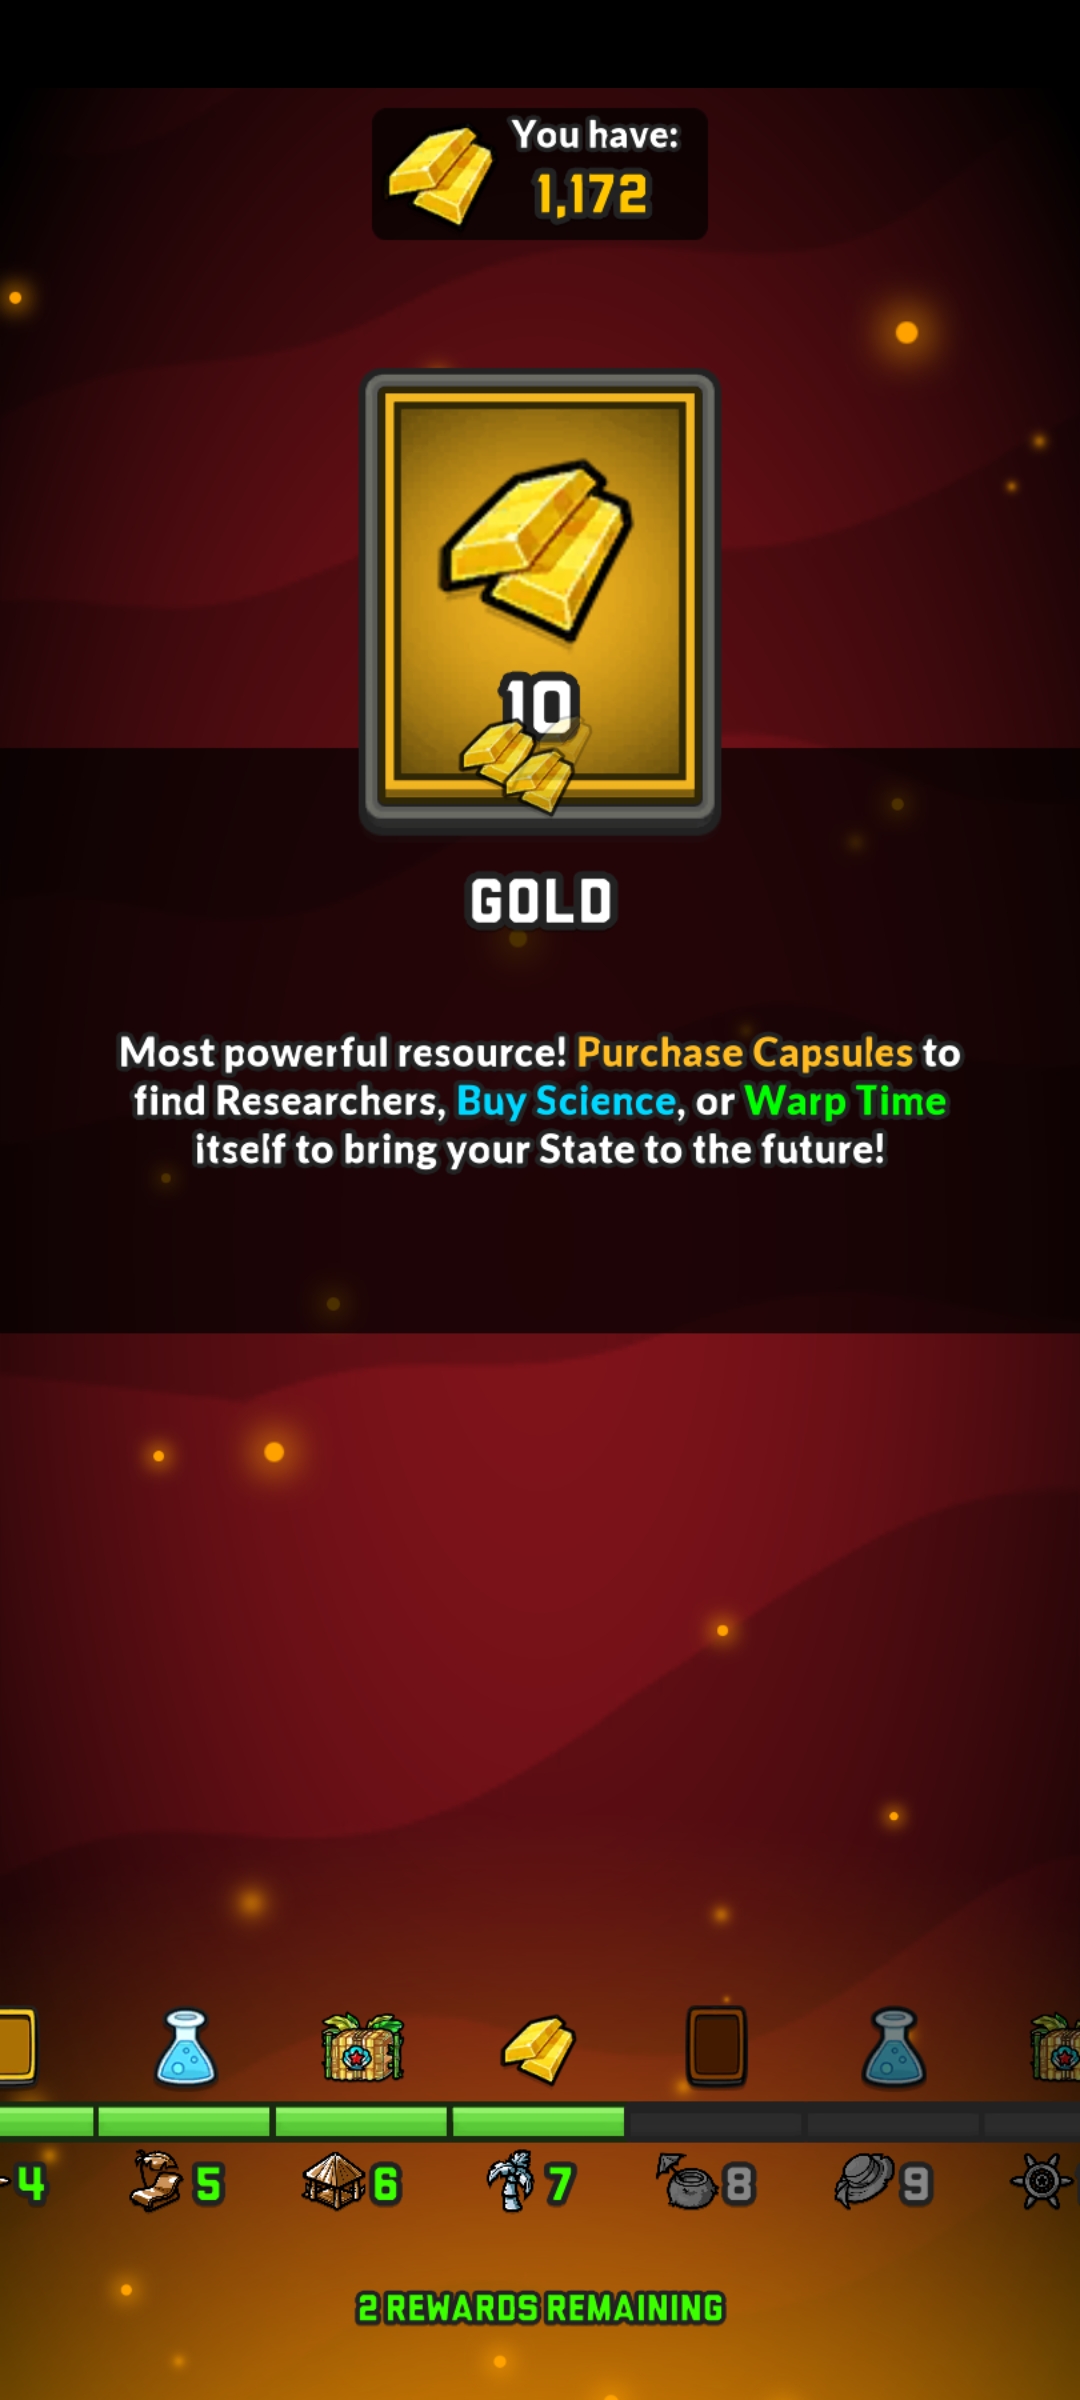 You have:
1,172
10
GOLD
Most powerful resource! Purchase Capsules to
find Researchers, Buy Science, or Warp Time
itself to bring your State to the future!
4 5 6 7 8 9
2 REWARDS REMAINING